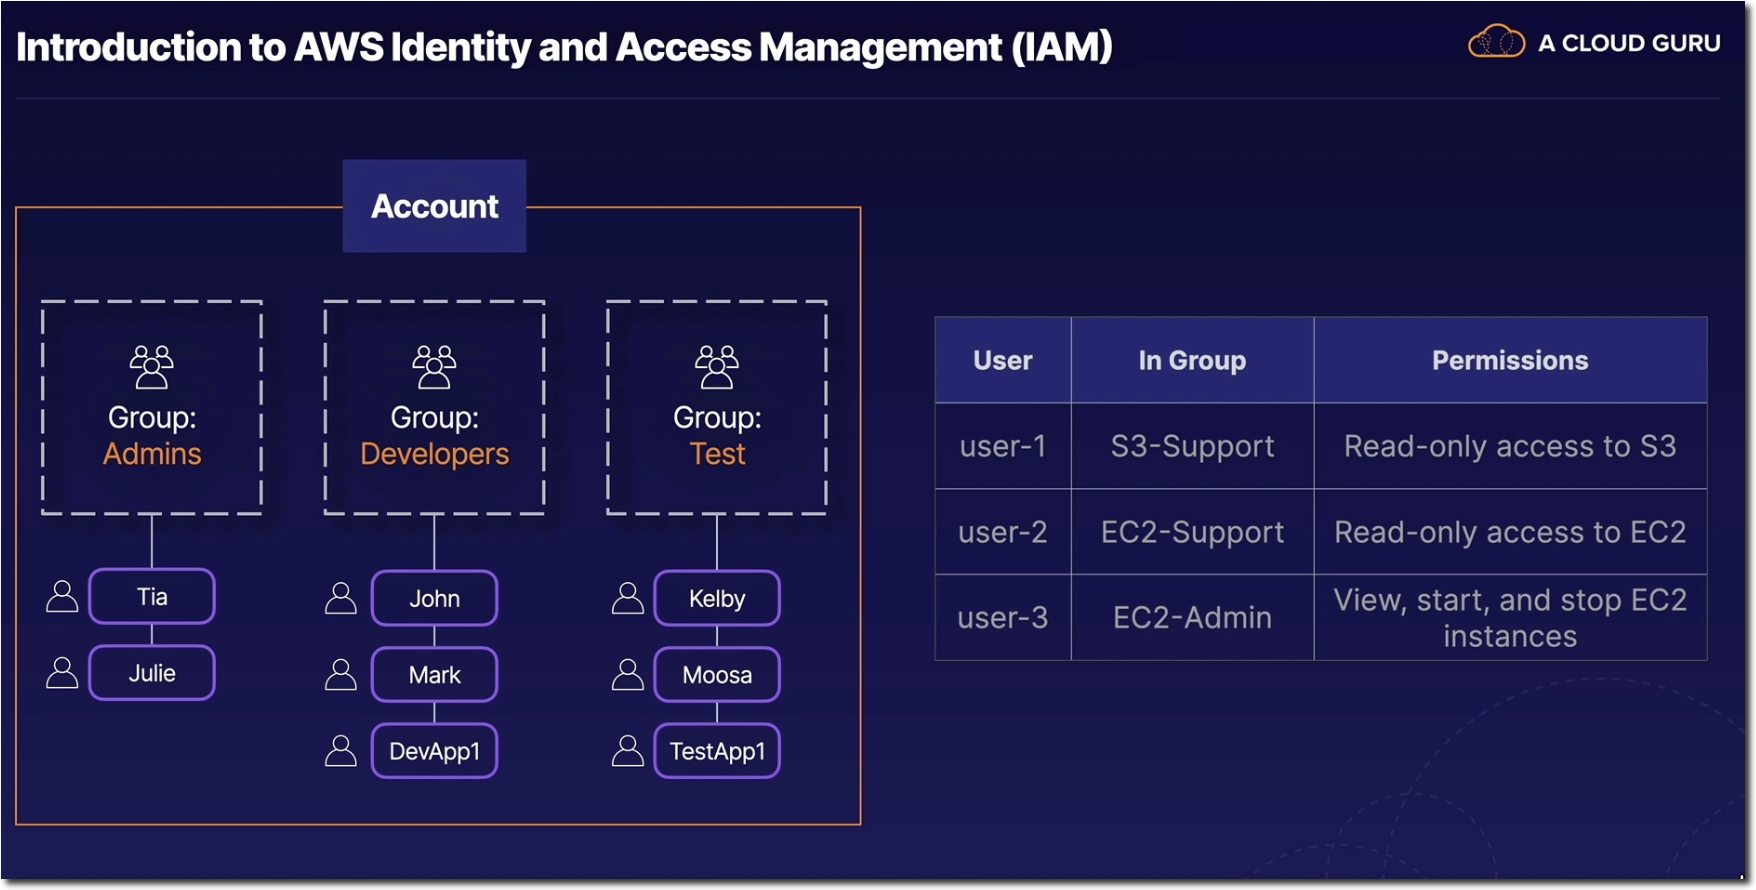 Introduction to AWS Identity and Access Management (IAM)
A CLOUD GURU
Account
Group:
Admins
Tia
Julie
Group:
Developers
John
Mark
DevApp1
Group:
Test
Kelby
Moosa
TestApp1
User In Group Permissions
user-1 S3-Support Read-only access to S3
user-2 EC2-Support Read-only access to EC2
user-3 EC2-Admin View, start, and stop EC2
instances